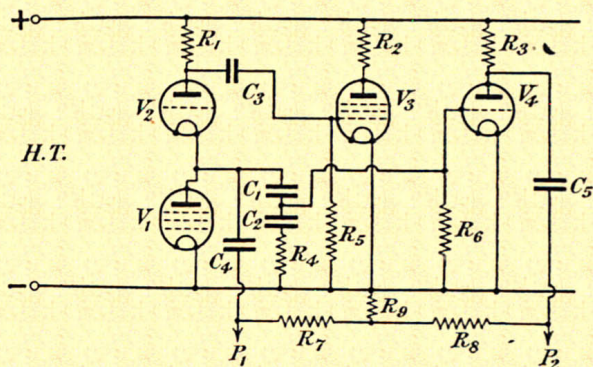 +
R1
R2
R3
C3
V2
V3
V4
H.T.
C1
C5
V1
C2
R5
R6
C4
R4
−
R9
R7
R8
P1
P2